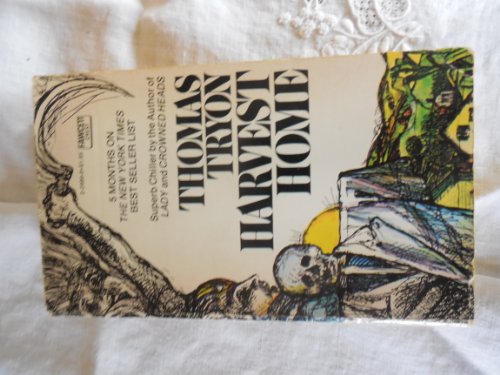 FAWCETT
CREST
5 MONTHS ON
THE NEW YORK TIMES
BEST SELLER LIST
Superb Chiller by the Author of
LADY and CROWNED HEADS
THOMAS
TRYON
HARVEST
HOME